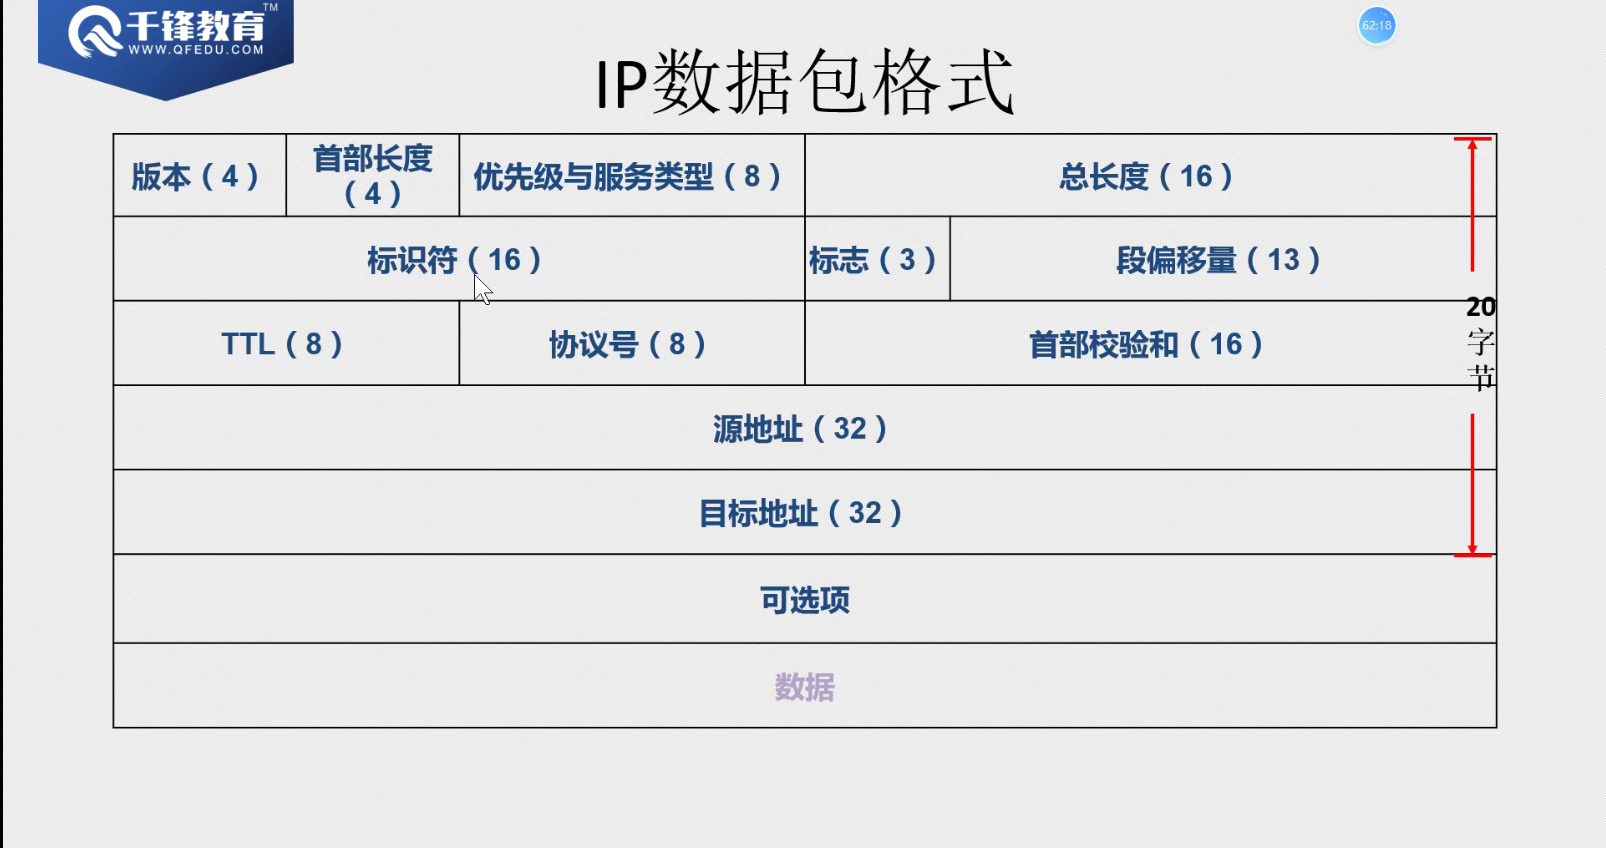 千锋教育™
WWW.QFEDU.COM
62:18
IP数据包格式
版本（4）
首部长度
（4）
优先级与服务类型（8）
总长度（16）
标识符（16）
标志（3）
段偏移量（13）
TTL（8）
协议号（8）
首部校验和（16）
20
字
节
源地址（32）
目标地址（32）
可选项
数据